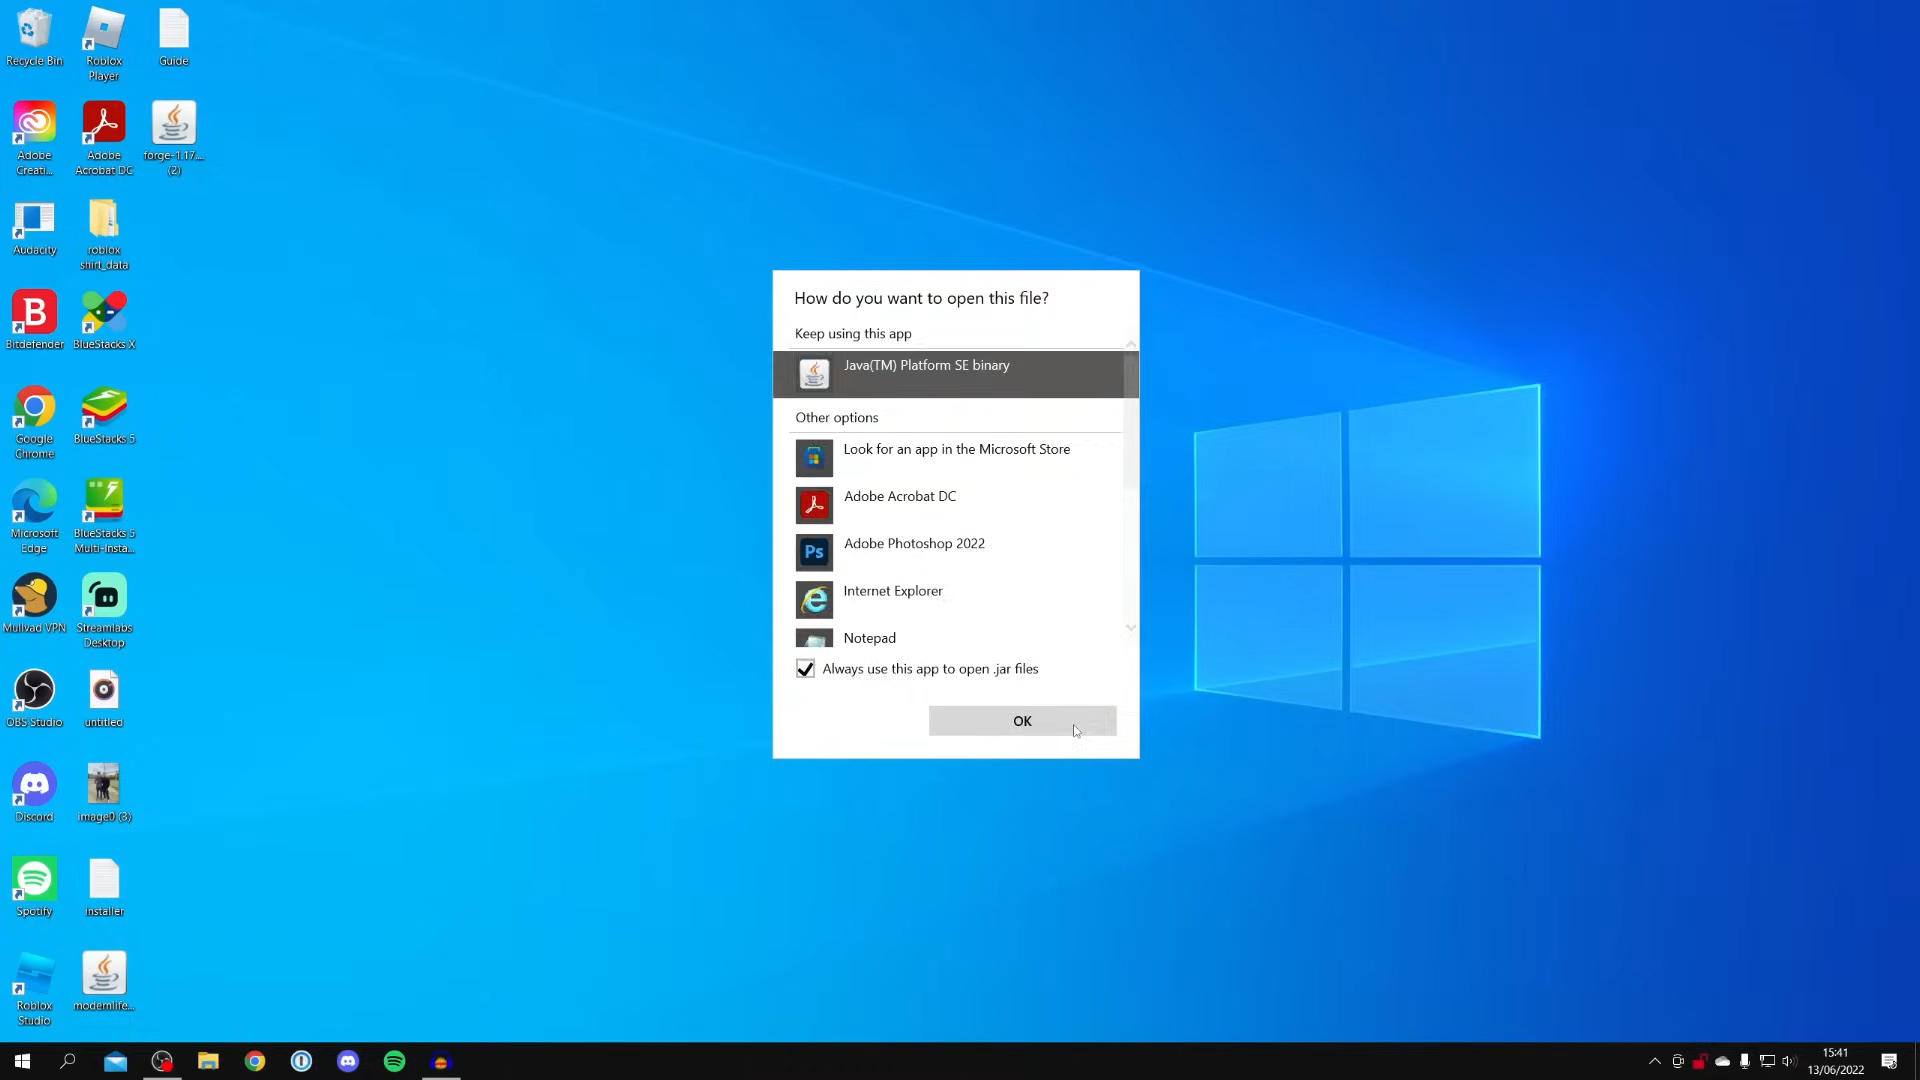 Recycle Bin
Roblox
Player
Guide
Adobe
Creati...
Adobe
Acrobat DC
forge-1.17....
(2)
Audacity
roblox
shirt_data
B
Bitdefender
BlueStacks X
Google
Chrome
BlueStacks 5
Microsoft
Edge
BlueStacks 5
Multi-Insta...
Mullvad VPN
Streamlabs
Desktop
OBS Studio
untitled
Discord
image0 (3)
Spotify
installer
Roblox
Studio
modernlife...
How do you want to open this file?
Keep using this app
Java(TM) Platform SE binary
Other options
Look for an app in the Microsoft Store
Adobe Acrobat DC
Ps
Adobe Photoshop 2022
Internet Explorer
Notepad
Always use this app to open .jar files
OK
15:41
13/06/2022